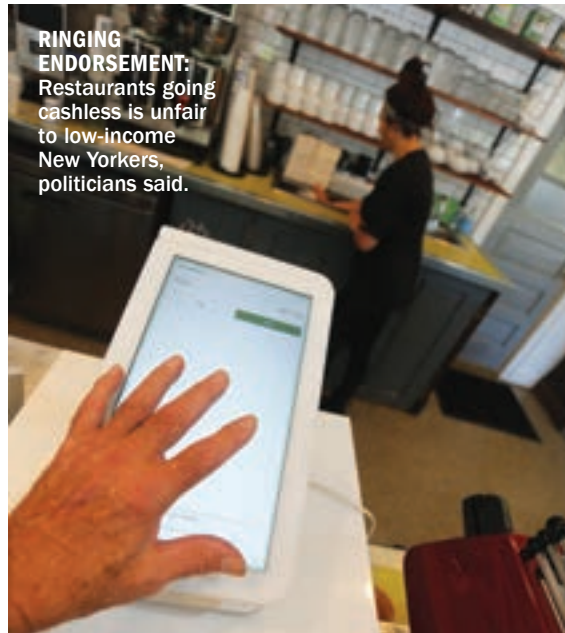 RINGING
ENDORSEMENT:
Restaurants going
cashless is unfair
to low-income
New Yorkers,
politicians said.